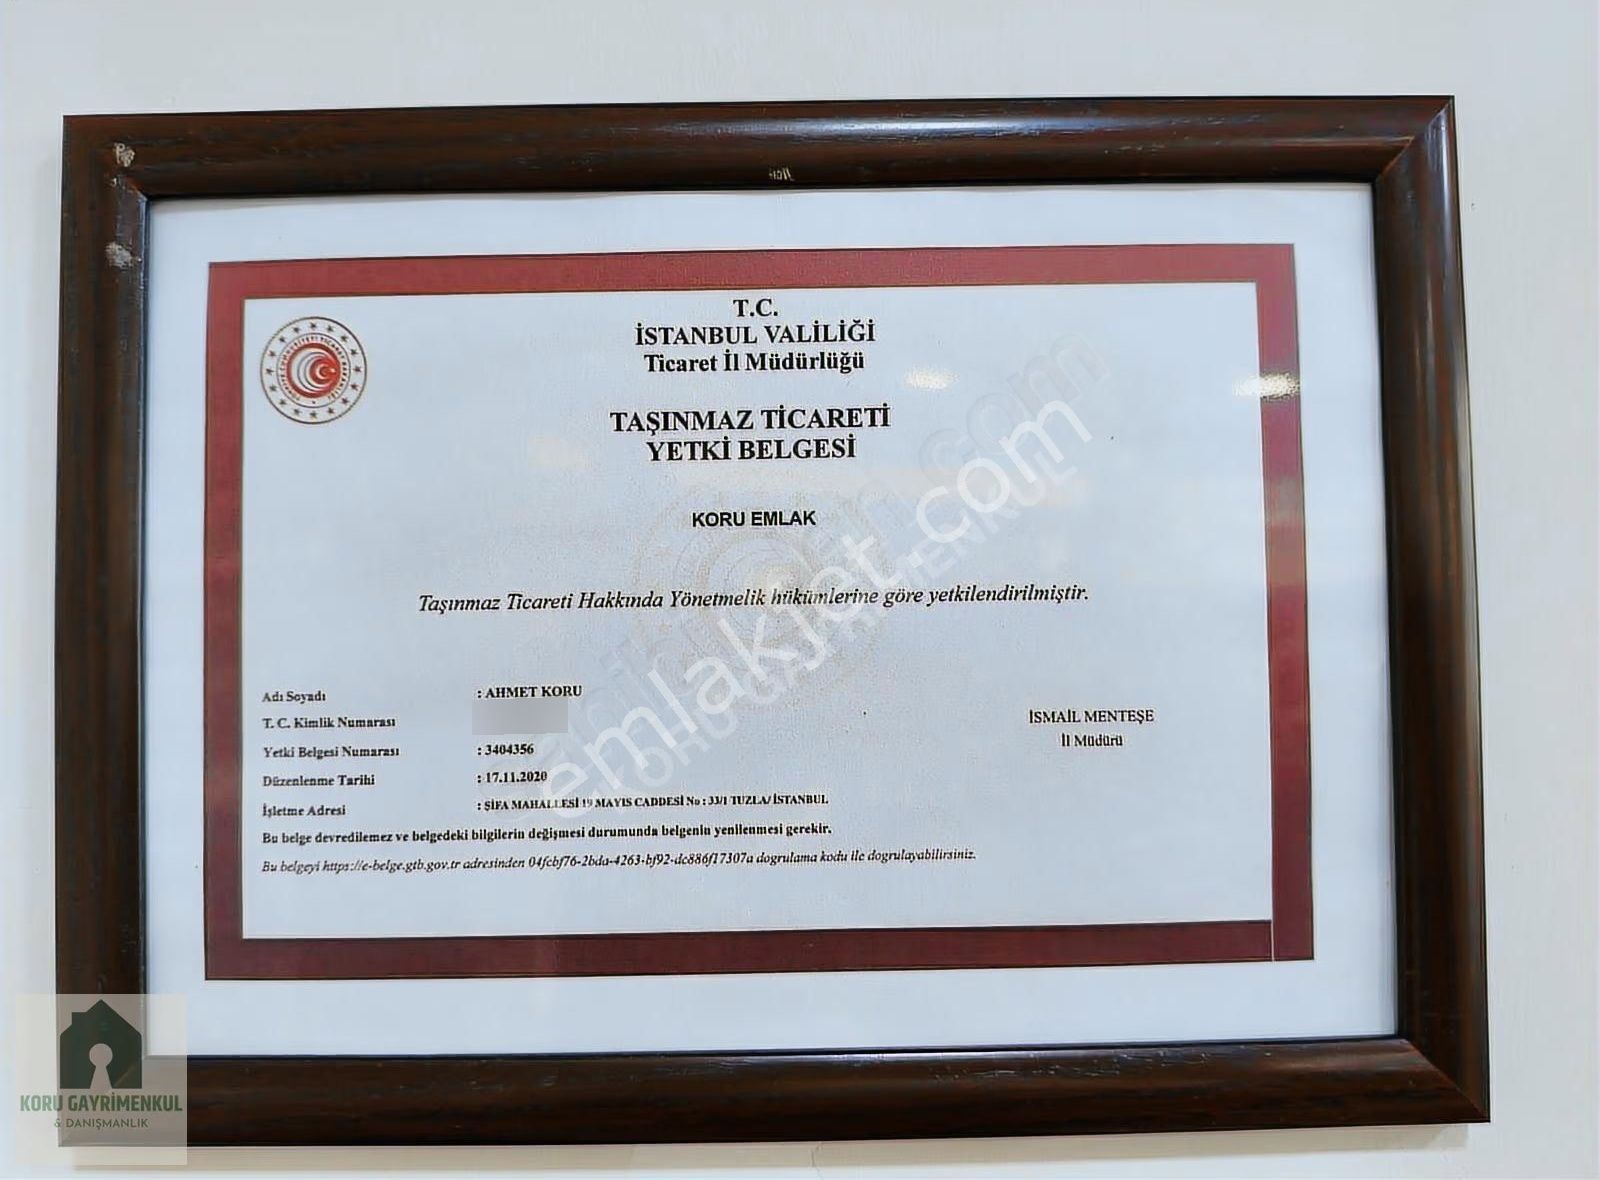 T.C.
İSTANBUL VALİLİĞİ
Ticaret İl Müdürlüğü
TAŞINMAZ TİCARETİ
YETKİ BELGESİ
KORU EMLAK
Taşınmaz Ticareti Hakkında Yönetmelik hükümlerine göre yetkilendirilmiştir.
Adı Soyadı : AHMET KORU
T. C. Kimlik Numarası
Yetki Belgesi Numarası : 3404356
Düzenlenme Tarihi : 17.11.2020
İşletme Adresi : ŞİFA MAHALLESİ 19 MAYIS CADDESİ No : 33/1 TUZLA/ İSTANBUL
İSMAİL MENTEŞE
İl Müdürü
Bu belge devredilemez ve belgedeki bilgilerin değişmesi durumunda belgenin yenilenmesi gerekir.
Bu belgeyi https://e-belge.gtb.gov.tr adresinden 04fcbf76-2bda-4263-bf92-dc886f17307a dogrulama kodu ile dogrulayabilirsiniz.
emlakjet.com
KORU GAYRİMENKUL
& DANIŞMANLIK